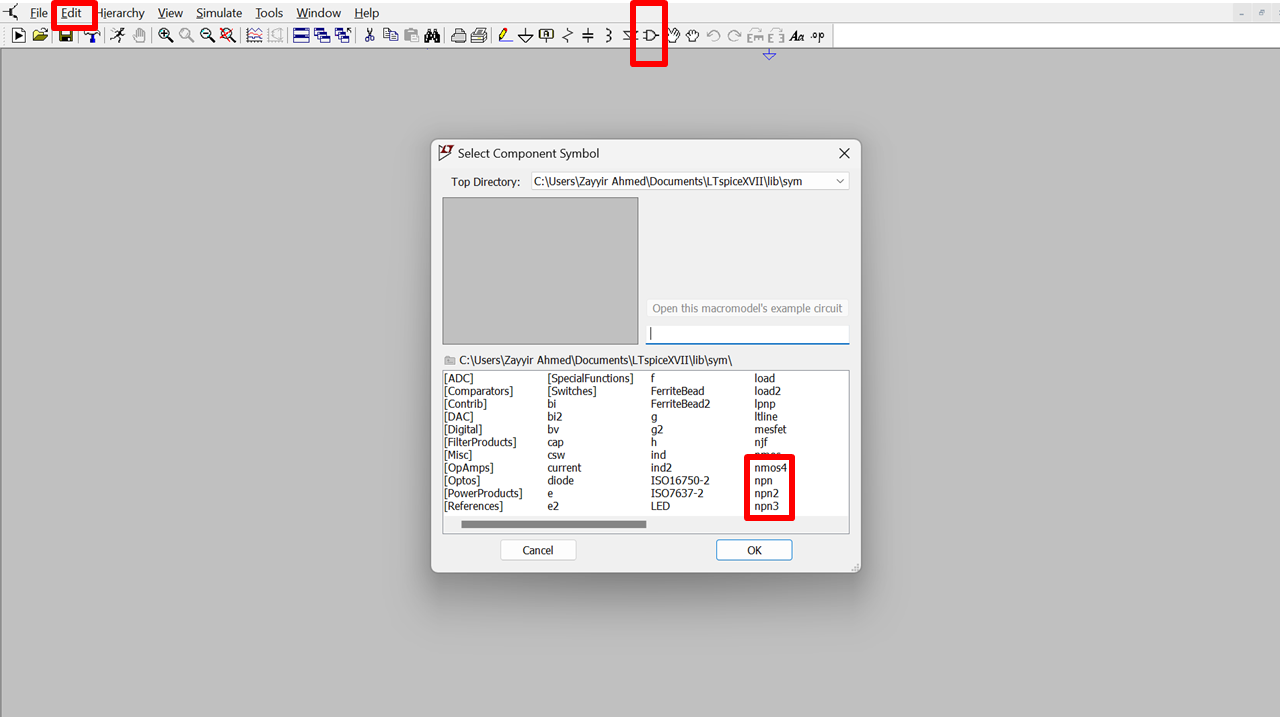 File Edit Hierarchy View Simulate Tools Window Help
Aa .op
Select Component Symbol
Top Directory: C:\Users\Zayyir Ahmed\Documents\LTspiceXVII\lib\sym
Open this macromodel's example circuit
C:\Users\Zayyir Ahmed\Documents\LTspiceXVII\lib\sym\
[ADC] [SpecialFunctions] f load
[Comparators] [Switches] FerriteBead load2
[Contrib] bi FerriteBead2 lpnp
[DAC] bi2 g ltline
[Digital] bv g2 mesfet
[FilterProducts] cap h njf
[Misc] csw ind nmos
[OpAmps] current ind2 nmos4
[Optos] diode ISO16750-2 npn
[PowerProducts] e ISO7637-2 npn2
[References] e2 LED npn3
Cancel OK